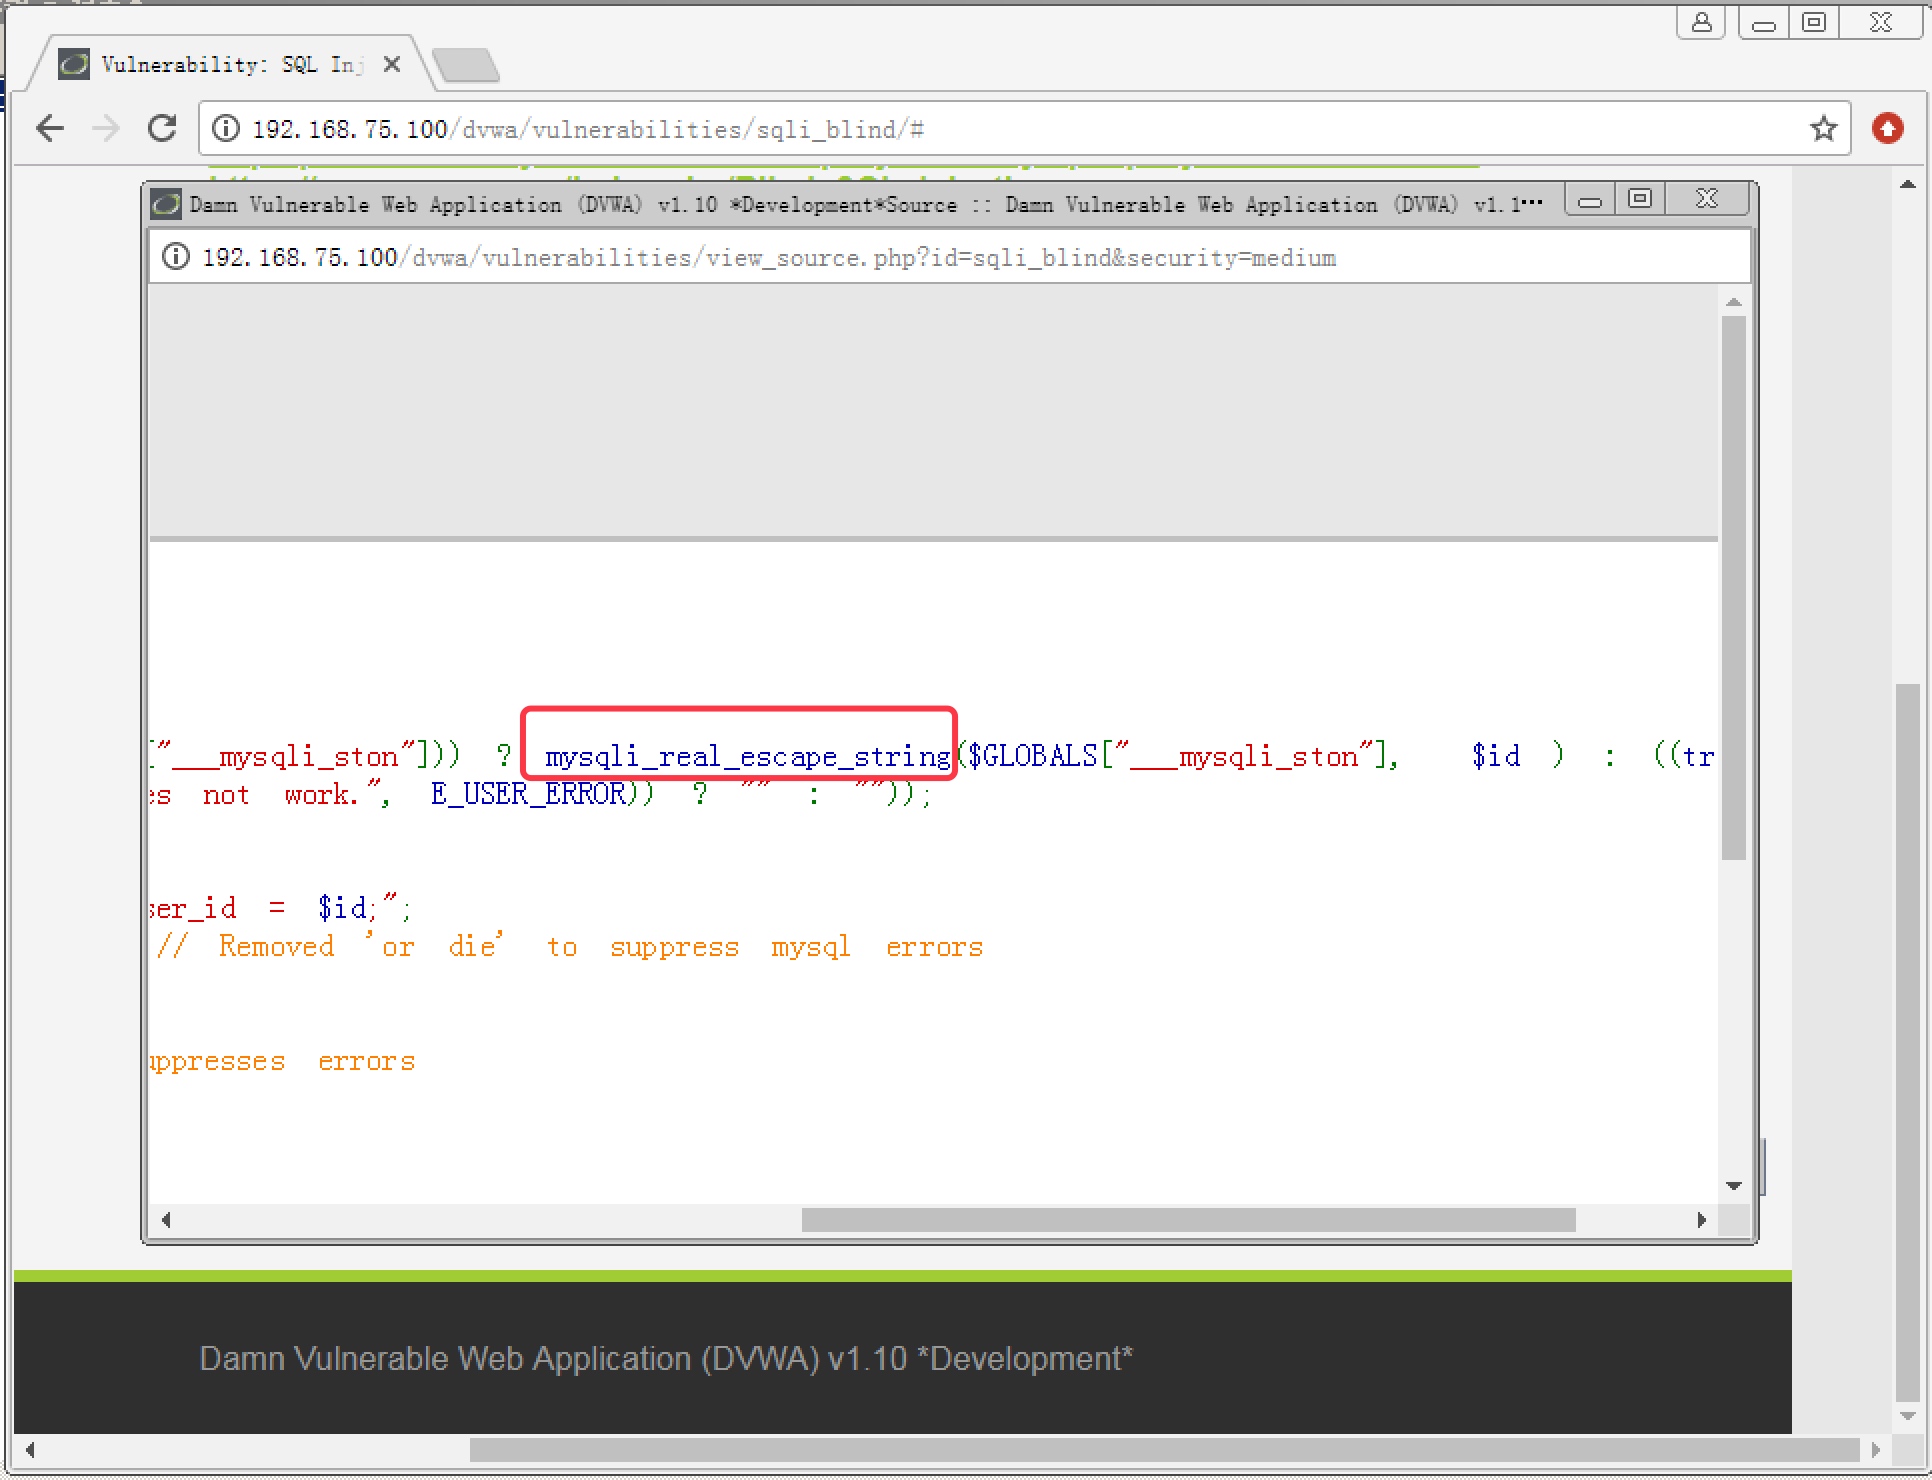 Vulnerability: SQL Inj
192.168.75.100/dvwa/vulnerabilities/sqli_blind/#
Damn Vulnerable Web Application (DVWA) v1.10 *Development*Source :: Damn Vulnerable Web Application (DVWA) v1.1…
192.168.75.100/dvwa/vulnerabilities/view_source.php?id=sqli_blind&security=medium
["___mysqli_ston"])) ? mysqli_real_escape_string($GLOBALS["___mysqli_ston"], $id ) : ((tr
es not work.", E_USER_ERROR)) ? "" : ""));
ser_id = $id;";
// Removed 'or die' to suppress mysql errors
uppresses errors
Damn Vulnerable Web Application (DVWA) v1.10 *Development*